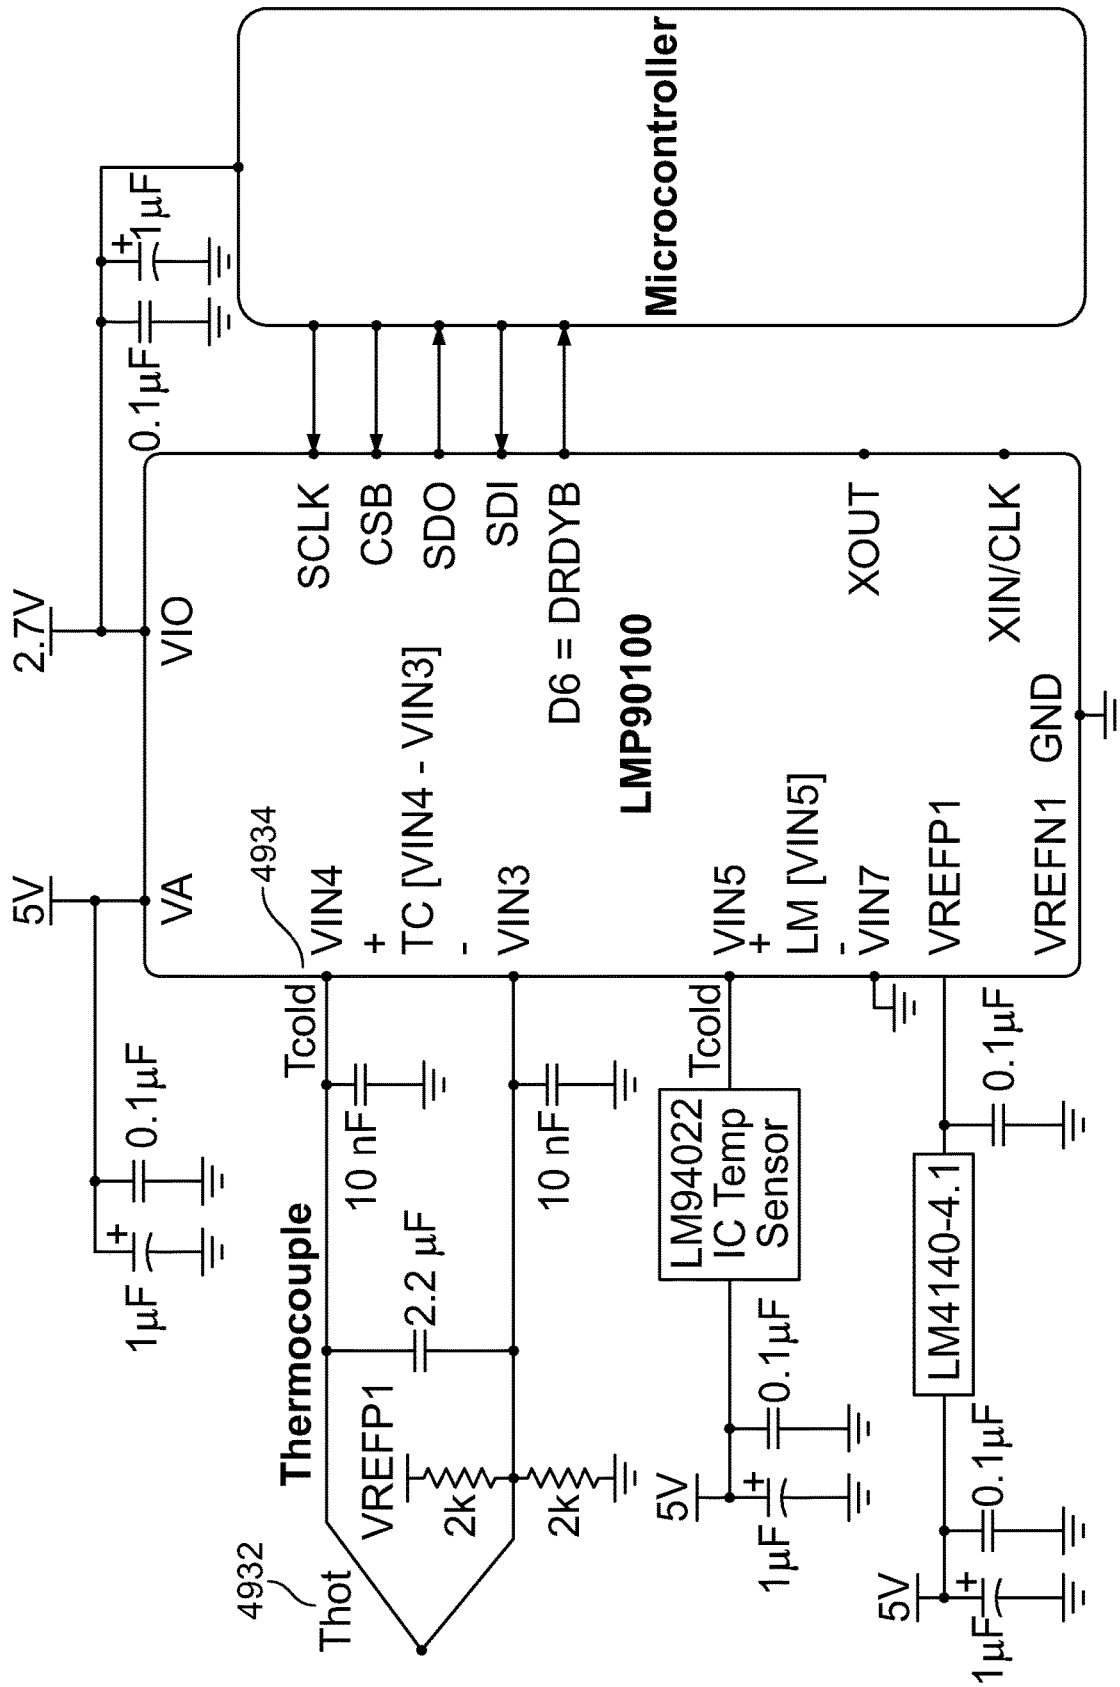 Microcontroller
2.7V
0.1µF
1µF
+
5V
1µF
+
0.1µF
VA
VIO
4934
VIN4
+
TC [VIN4 - VIN3]
-
VIN3
VIN5
+
LM [VIN5]
-
VIN7
VREFP1
VREFN1
GND
LMP90100
SCLK
CSB
SDO
SDI
D6 = DRDYB
XOUT
XIN/CLK
4932
Thot
Thermocouple
VREFP1
2k
2k
2.2 µF
10 nF
10 nF
Tcold
Tcold
5V
1µF
+
0.1µF
LM94022
IC Temp
Sensor
5V
1µF
+
0.1µF
LM4140-4.1
0.1µF